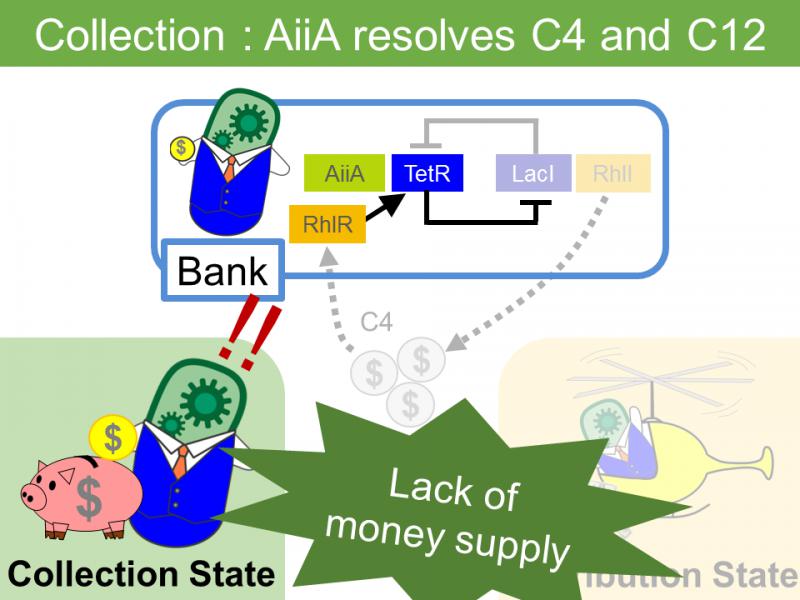 Collection : AiiA resolves C4 and C12
$
AiiA
TetR
LacI
RhlI
RhlR
Bank
!!
C4
$
$
$
$
$
Lack of
money supply
Collection State
ibution State